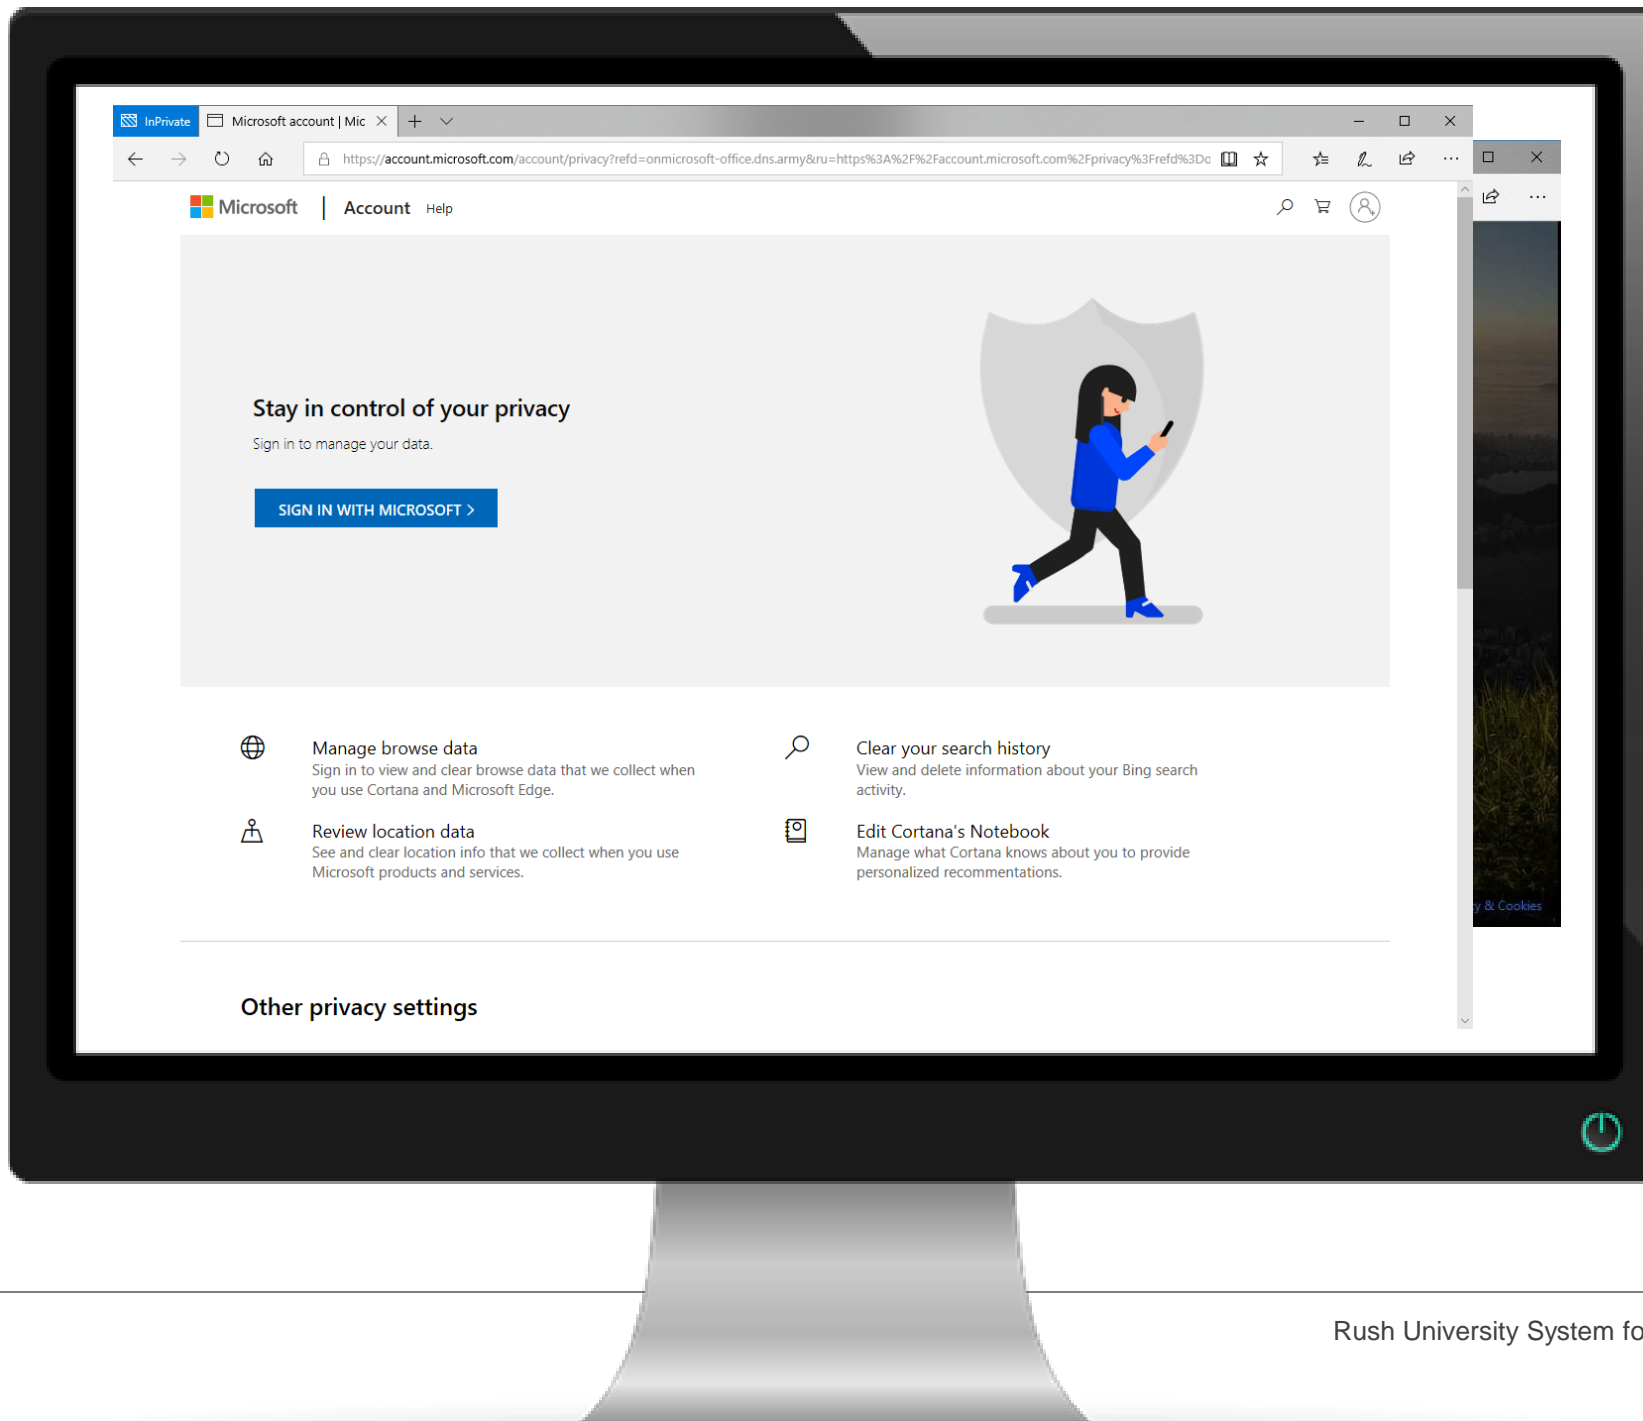 InPrivate
Microsoft account | Mic
https://account.microsoft.com/account/privacy?refd=onmicrosoft-office.dns.army&ru=https%3A%2F%2Faccount.microsoft.com%2Fprivacy%3Frefd%3Do
Microsoft | Account Help
Stay in control of your privacy
Sign in to manage your data.
SIGN IN WITH MICROSOFT >
Manage browse data
Sign in to view and clear browse data that we collect when
you use Cortana and Microsoft Edge.
Clear your search history
View and delete information about your Bing search
activity.
Review location data
See and clear location info that we collect when you use
Microsoft products and services.
Edit Cortana's Notebook
Manage what Cortana knows about you to provide
personalized recommentations.
y & Cookies
Other privacy settings
Rush University System fo